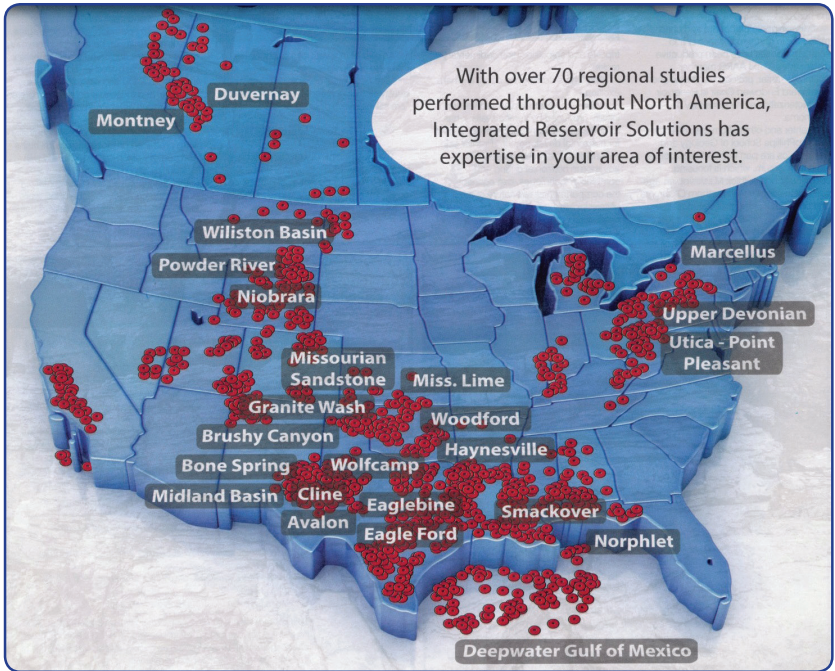 With over 70 regional studies
performed throughout North America,
Integrated Reservoir Solutions has
expertise in your area of interest.
Duvernay
Montney
Wiliston Basin
Powder River
Niobrara
Marcellus
Upper Devonian
Utica - Point
Pleasant
Missourian
Sandstone
Miss. Lime
Granite Wash
Woodford
Brushy Canyon
Haynesville
Bone Spring
Wolfcamp
Midland Basin
Cline
Eaglebine
Smackover
Avalon
Eagle Ford
Norphlet
Deepwater Gulf of Mexico